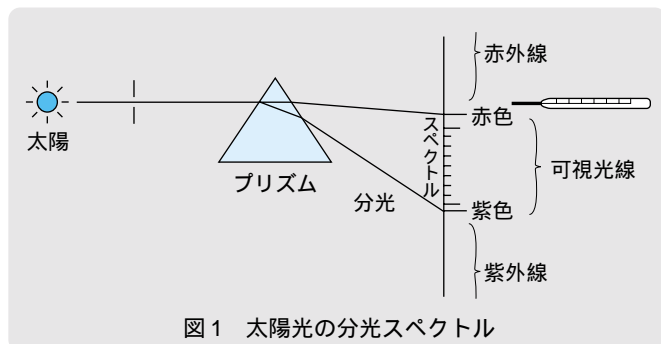 赤外線
赤色
太陽
スペクトル
可視光線
プリズム
分光
紫色
紫外線
図1 太陽光の分光スペクトル